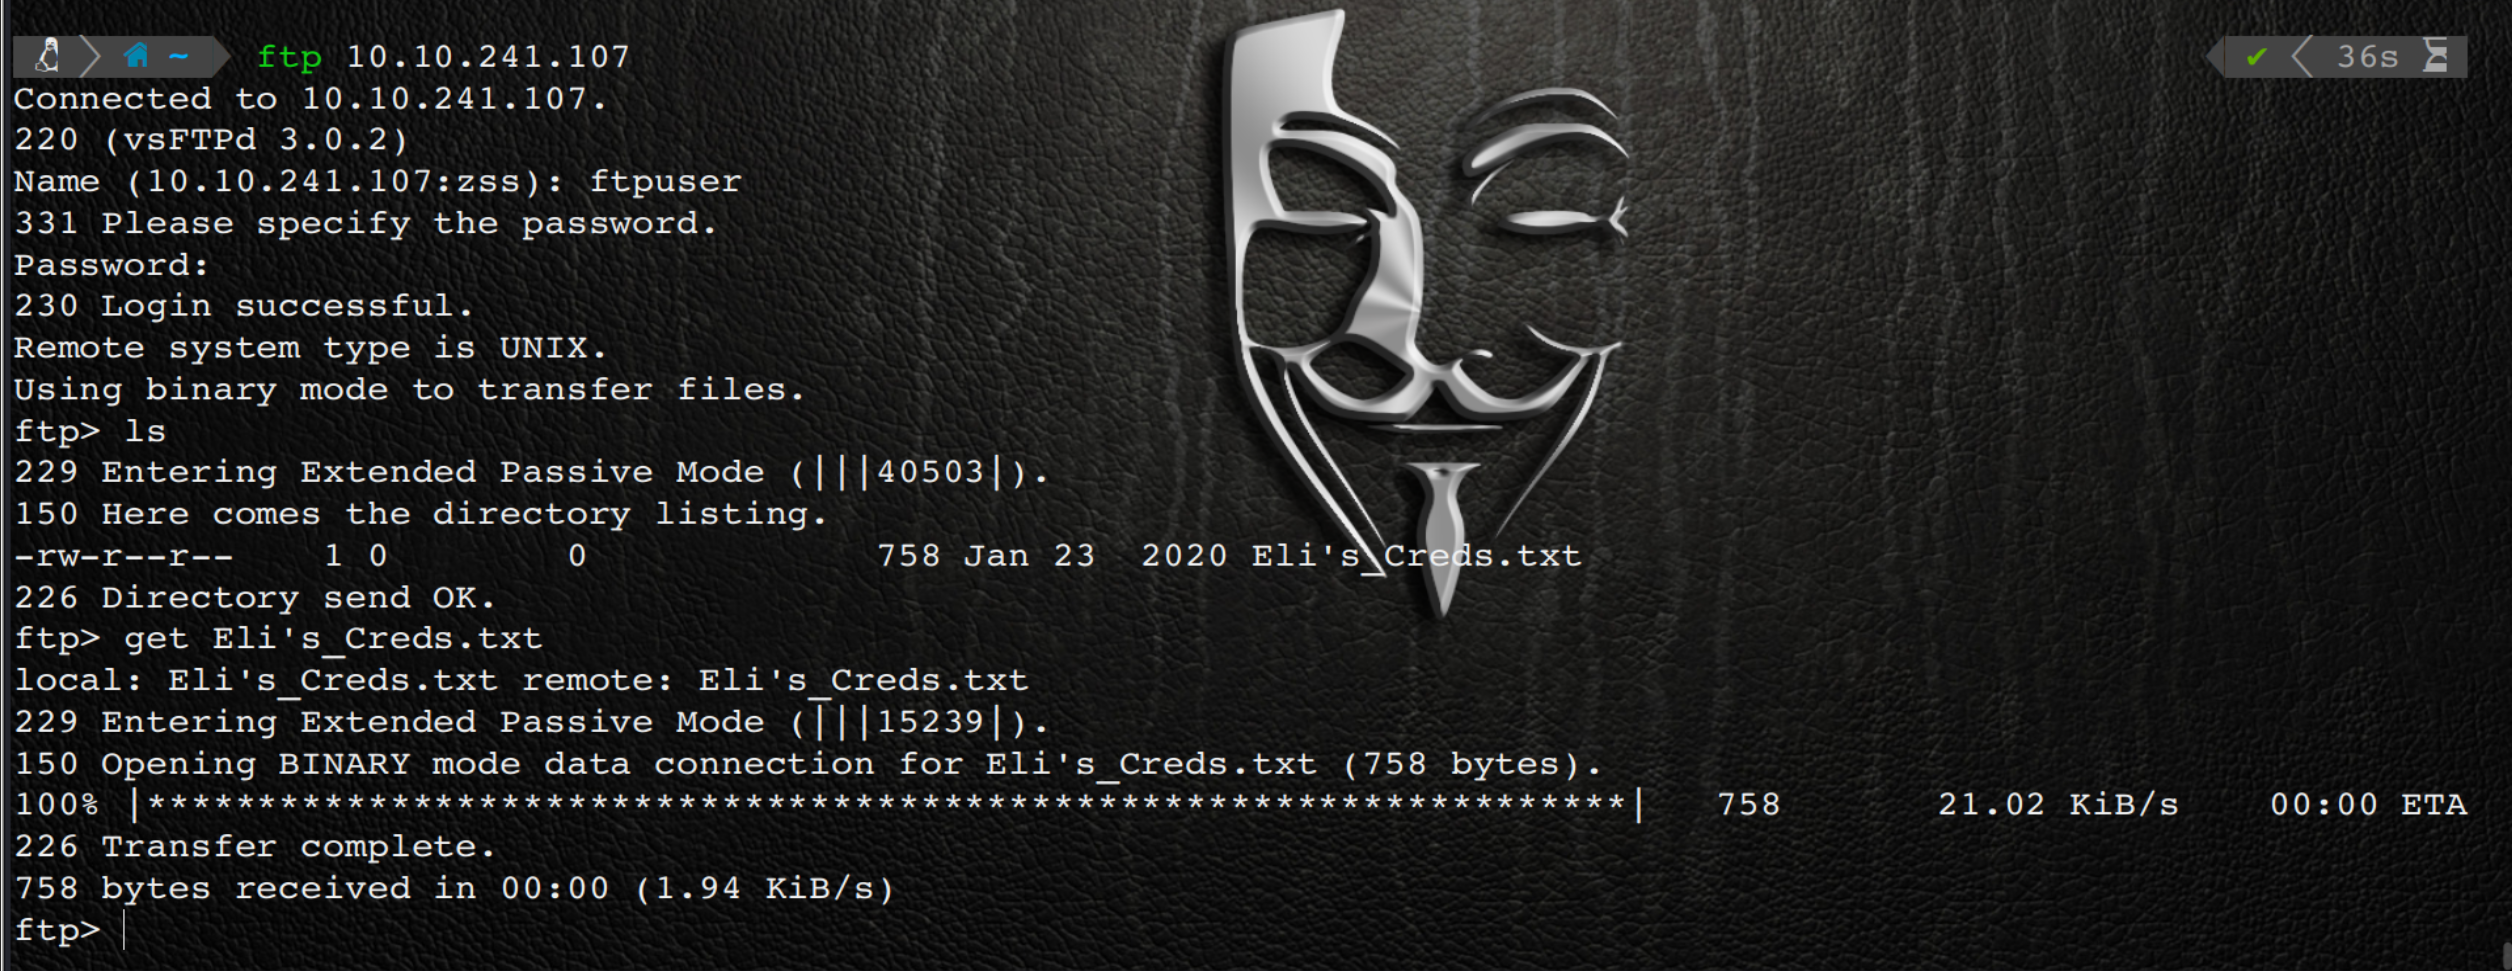 ~ ftp 10.10.241.107 ✔ 36s
Connected to 10.10.241.107.
220 (vsFTPd 3.0.2)
Name (10.10.241.107:zss): ftpuser
331 Please specify the password.
Password:
230 Login successful.
Remote system type is UNIX.
Using binary mode to transfer files.
ftp> ls
229 Entering Extended Passive Mode (|||40503|).
150 Here comes the directory listing.
-rw-r--r--    1 0        0             758 Jan 23  2020 Eli's_Creds.txt
226 Directory send OK.
ftp> get Eli's_Creds.txt
local: Eli's_Creds.txt remote: Eli's_Creds.txt
229 Entering Extended Passive Mode (|||15239|).
150 Opening BINARY mode data connection for Eli's_Creds.txt (758 bytes).
100% |*******************************************************************|   758       21.02 KiB/s    00:00 ETA
226 Transfer complete.
758 bytes received in 00:00 (1.94 KiB/s)
ftp>